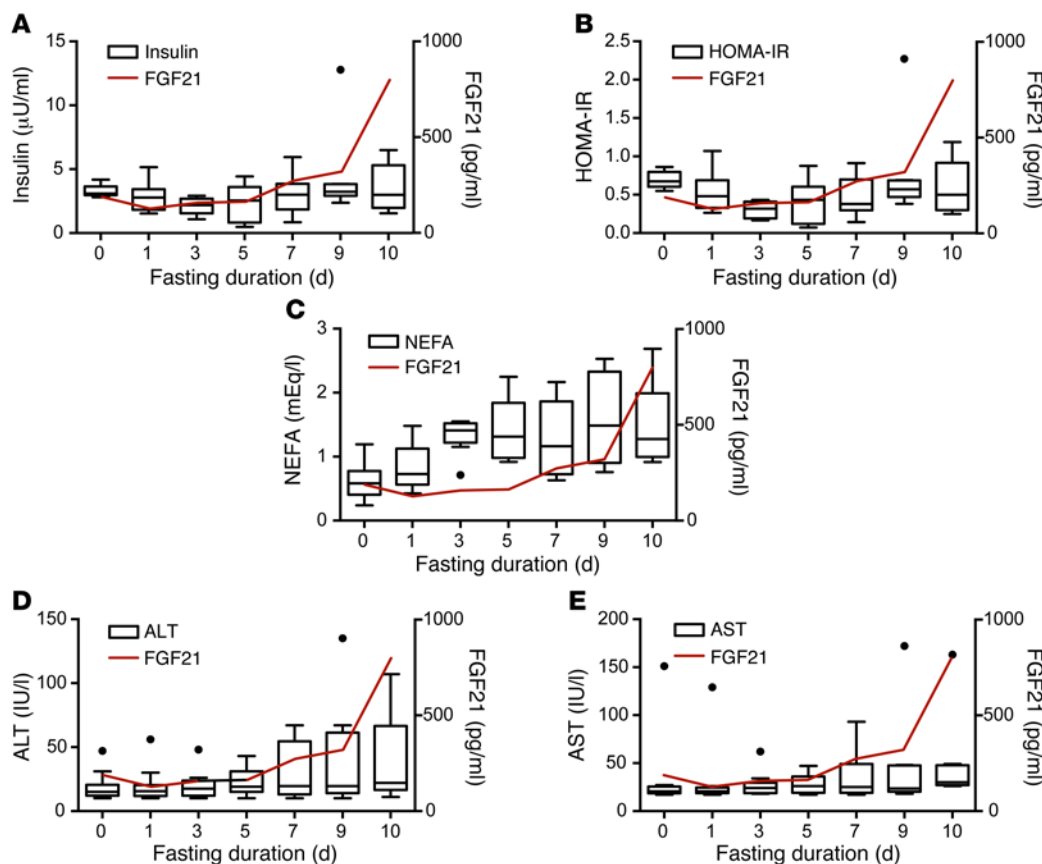 A
15
10
5
0
Insulin (µU/ml)
Insulin
FGF21
1000
500
0
FGF21
(pg/ml)
0 1 3 5 7 9 10
Fasting duration (d)
B
2.5
2.0
1.5
1.0
0.5
0.0
HOMA-IR
HOMA-IR
FGF21
1000
500
0
FGF21
(pg/ml)
0 1 3 5 7 9 10
Fasting duration (d)
C
3
2
1
0
NEFA (mEq/l)
NEFA
FGF21
1000
500
0
FGF21
(pg/ml)
0 1 3 5 7 9 10
Fasting duration (d)
D
150
100
50
0
ALT (IU/l)
ALT
FGF21
1000
500
0
FGF21
(pg/ml)
0 1 3 5 7 9 10
Fasting duration (d)
E
200
150
100
50
0
AST (IU/l)
AST
FGF21
1000
500
0
FGF21
(pg/ml)
0 1 3 5 7 9 10
Fasting duration (d)